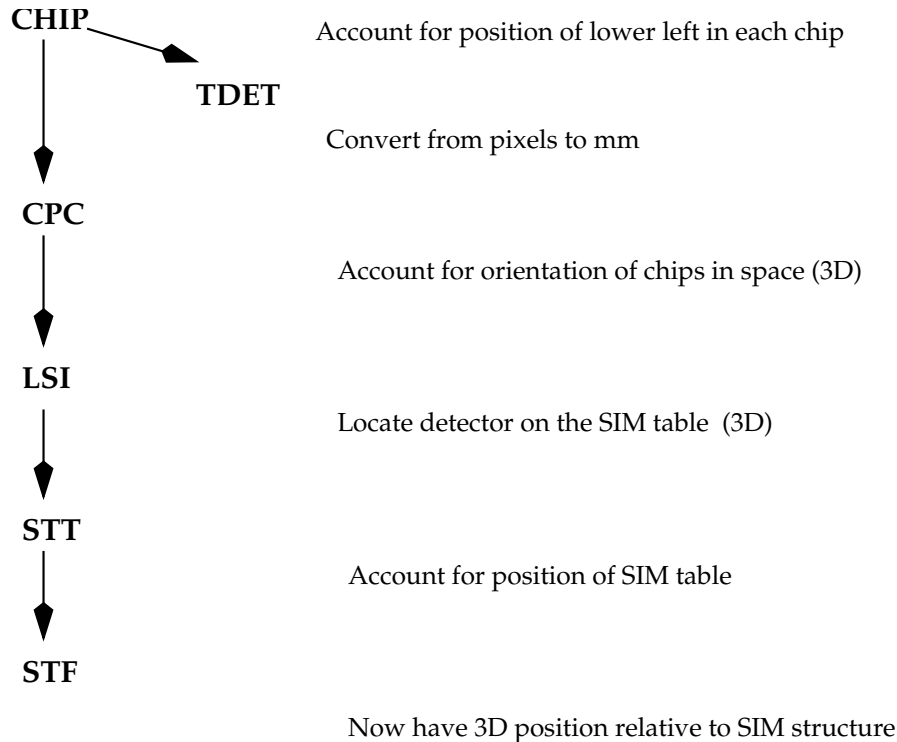 CHIP
Account for position of lower left in each chip
TDET
Convert from pixels to mm
CPC
Account for orientation of chips in space (3D)
LSI
Locate detector on the SIM table (3D)
STT
Account for position of SIM table
STF
Now have 3D position relative to SIM structure